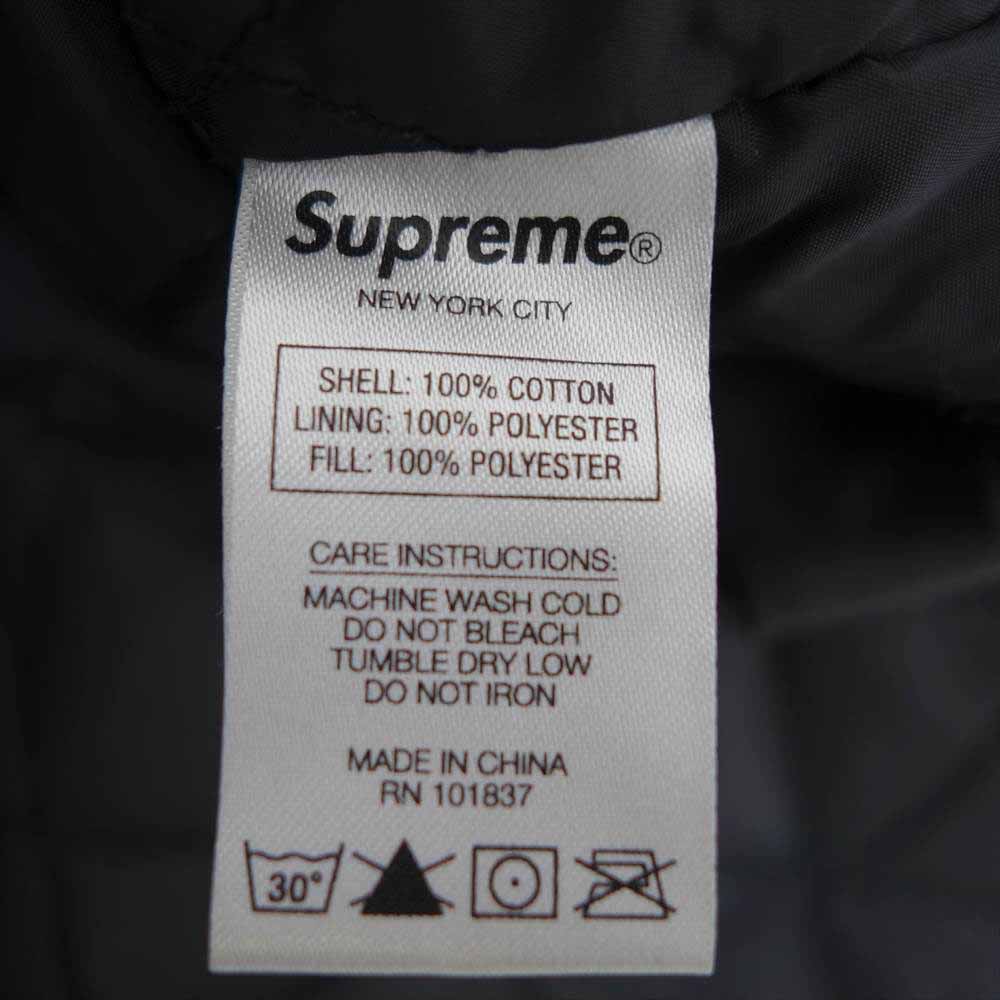 Supreme®
NEW YORK CITY
SHELL: 100% COTTON
LINING: 100% POLYESTER
FILL: 100% POLYESTER
CARE INSTRUCTIONS:
MACHINE WASH COLD
DO NOT BLEACH
TUMBLE DRY LOW
DO NOT IRON
MADE IN CHINA
RN 101837
30°